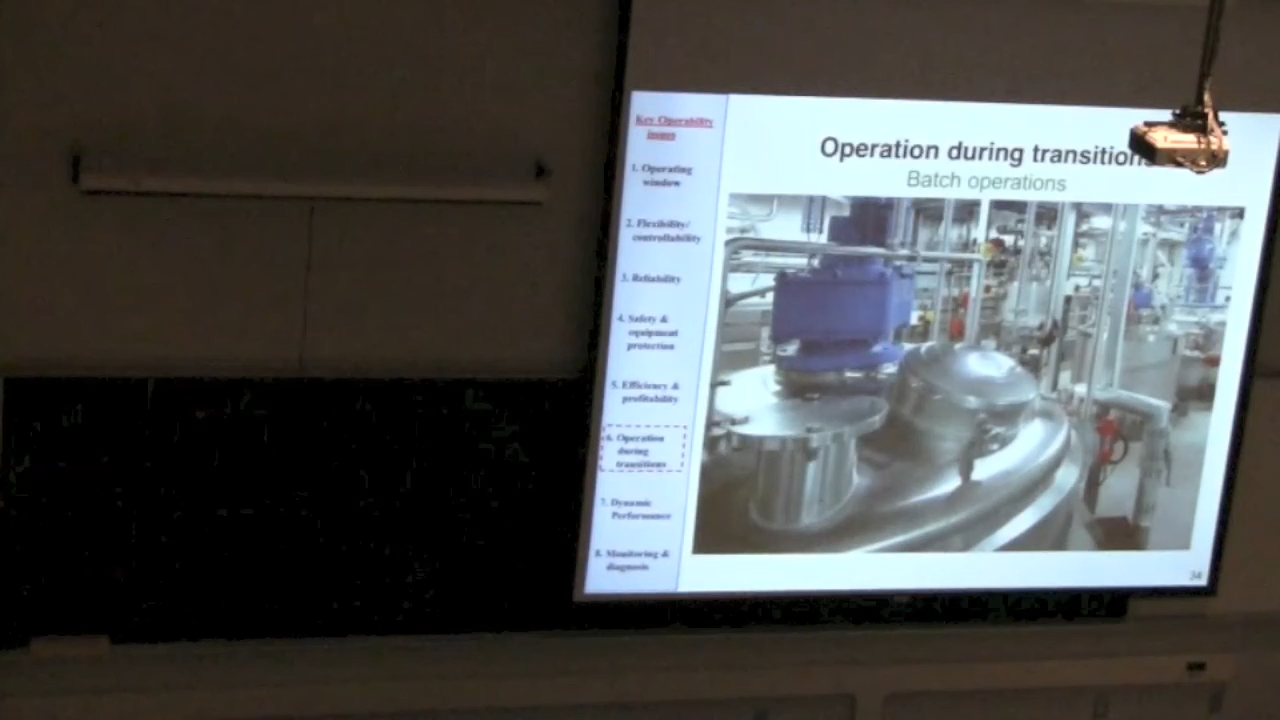 Key Operability
issues
1. Operating
window
2. Flexibility/
controllability
3. Reliability
4. Safety &
equipment
protection
5. Efficiency &
profitability
6. Operation
during
transitions
7. Dynamic
Performance
8. Monitoring &
diagnosis
Operation during transitions
Batch operations
34